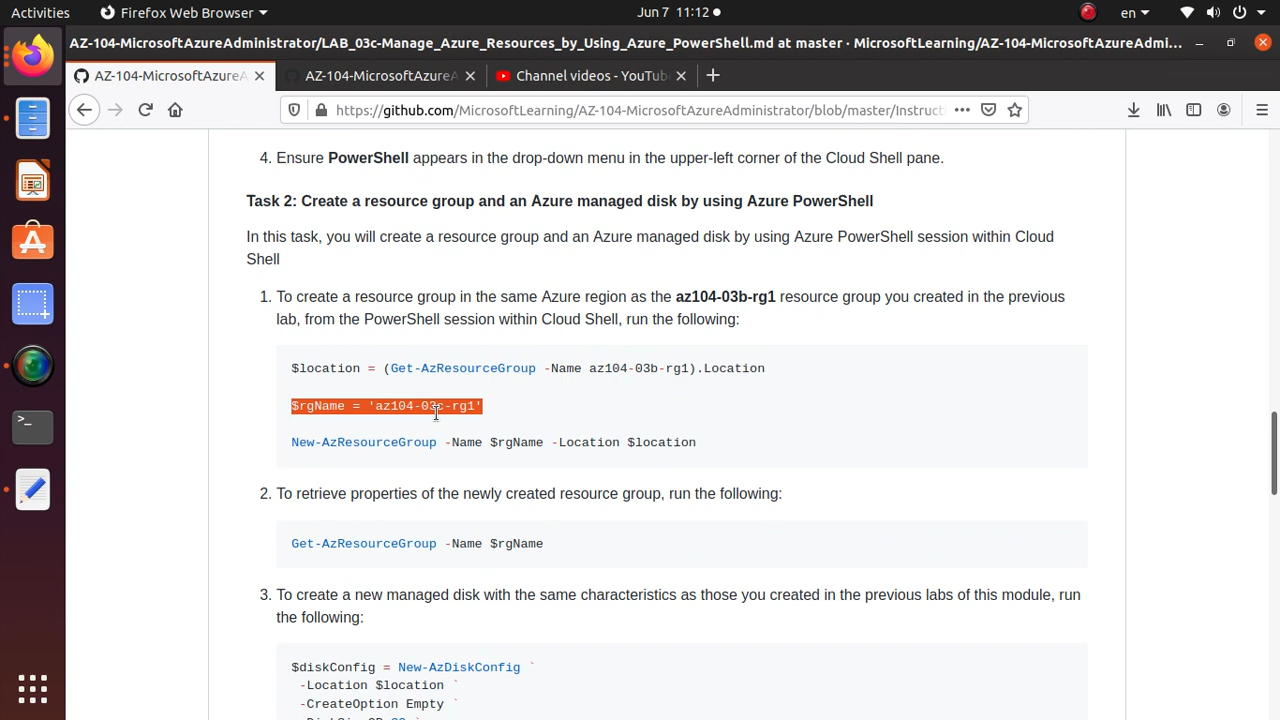 Activities
Firefox Web Browser
Jun 7 11:12
en
AZ-104-MicrosoftAzureAdministrator/LAB_03c-Manage_Azure_Resources_by_Using_Azure_PowerShell.md at master · MicrosoftLearning/AZ-104-MicrosoftAzureAdmi...
AZ-104-MicrosoftAzureA
AZ-104-MicrosoftAzureA
Channel videos - YouTub
https://github.com/MicrosoftLearning/AZ-104-MicrosoftAzureAdministrator/blob/master/Instruct
4. Ensure PowerShell appears in the drop-down menu in the upper-left corner of the Cloud Shell pane.
Task 2: Create a resource group and an Azure managed disk by using Azure PowerShell
In this task, you will create a resource group and an Azure managed disk by using Azure PowerShell session within Cloud
Shell
1. To create a resource group in the same Azure region as the az104-03b-rg1 resource group you created in the previous
lab, from the PowerShell session within Cloud Shell, run the following:
$location = (Get-AzResourceGroup -Name az104-03b-rg1).Location
$rgName = 'az104-03c-rg1'
New-AzResourceGroup -Name $rgName -Location $location
2. To retrieve properties of the newly created resource group, run the following:
Get-AzResourceGroup -Name $rgName
3. To create a new managed disk with the same characteristics as those you created in the previous labs of this module, run
the following:
$diskConfig = New-AzDiskConfig `
-Location $location `
-CreateOption Empty `
-DiskSizeGB 32 `